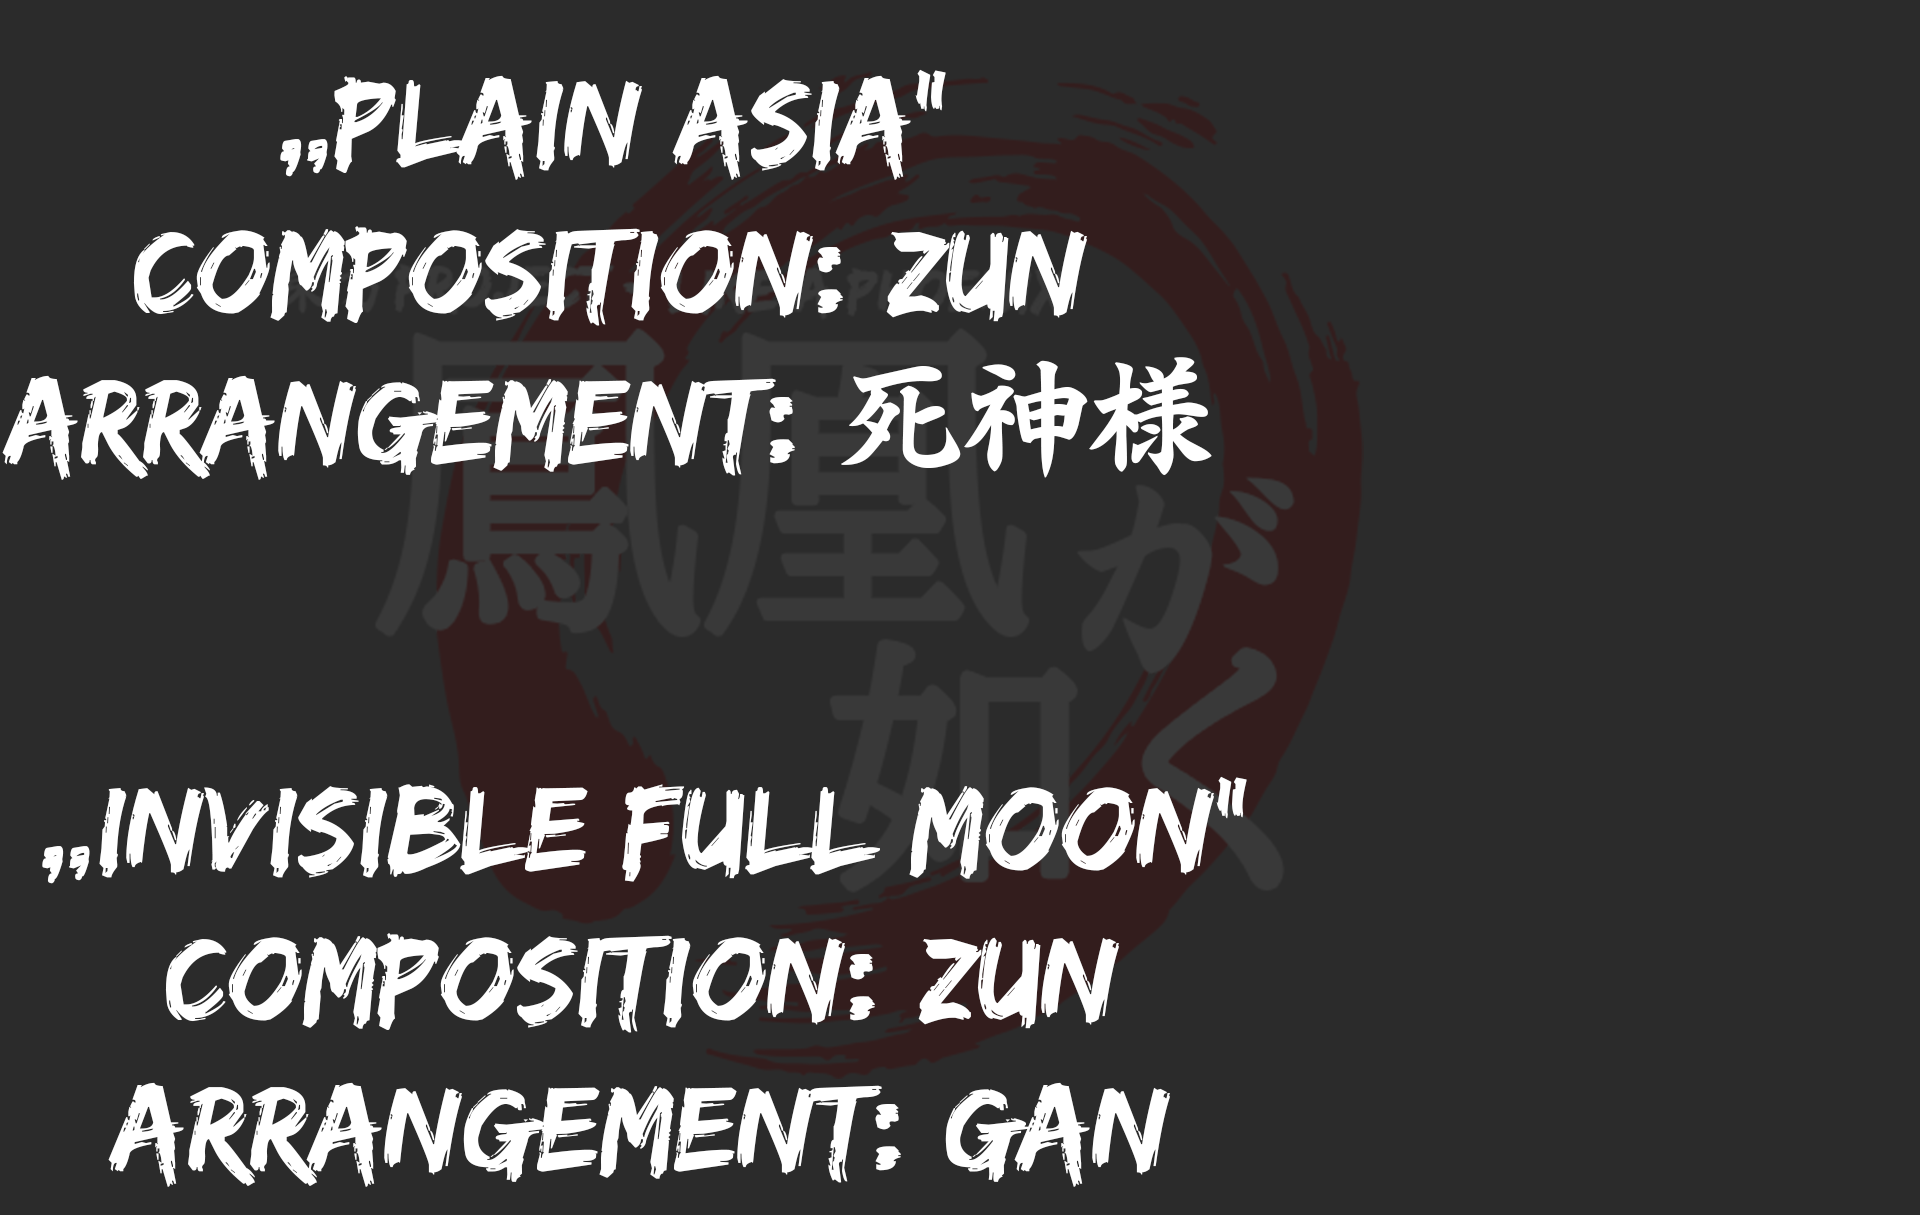 „PLAIN ASIA"
COMPOSITION: ZUN
ARRANGEMENT: 死神様
鳳凰が
如く
„INVISIBLE FULL MOON"
COMPOSITION: ZUN
ARRANGEMENT: GAN